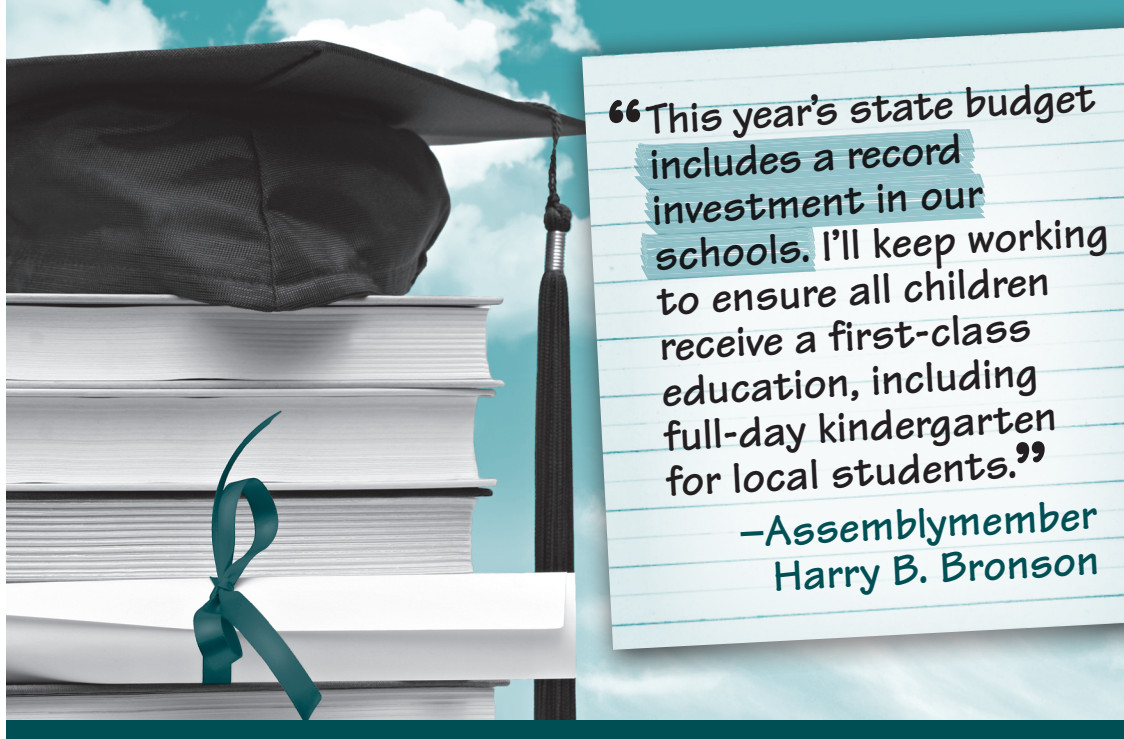 “This year’s state budget
includes a record
investment in our
schools. I’ll keep working
to ensure all children
receive a first-class
education, including
full-day kindergarten
for local students.”
–Assemblymember
Harry B. Bronson